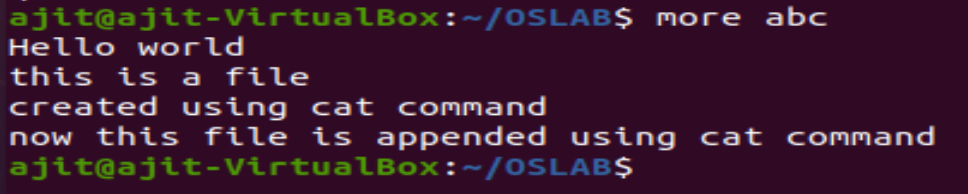 ajit@ajit-VirtualBox:~/OSLAB$ more abc
Hello world
this is a file
created using cat command
now this file is appended using cat command
ajit@ajit-VirtualBox:~/OSLAB$